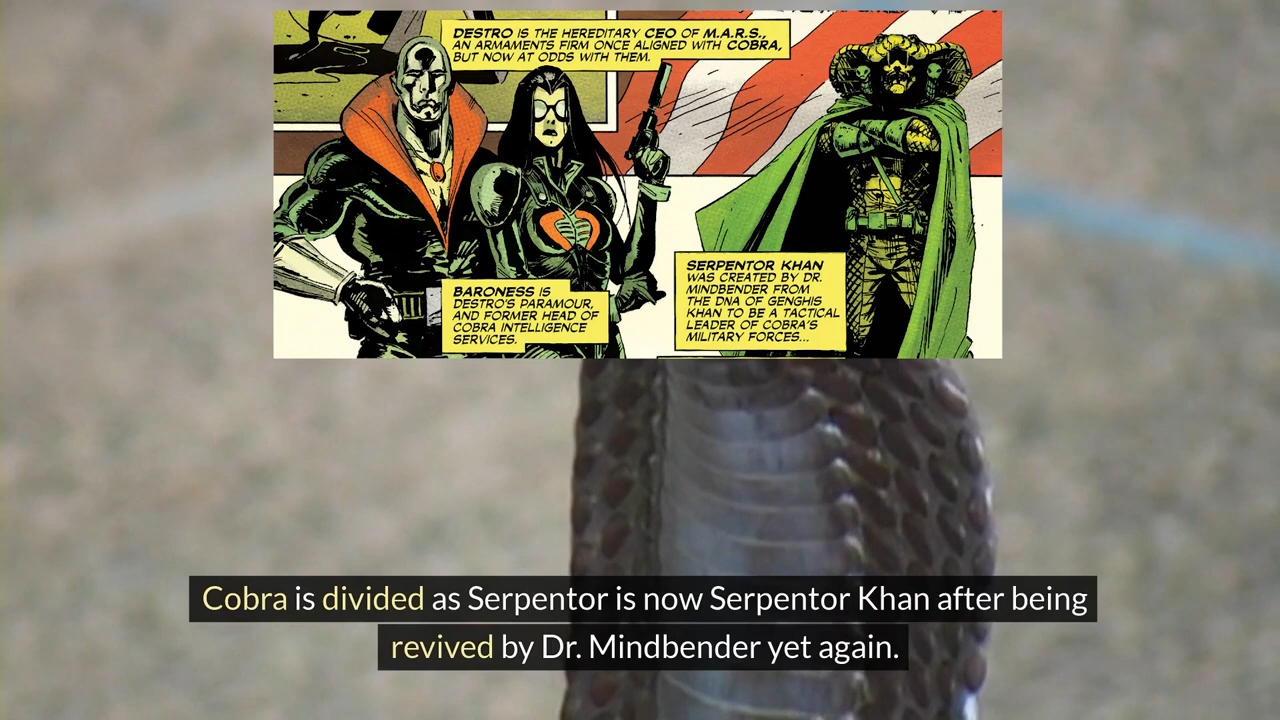 DESTRO IS THE HEREDITARY CEO OF M.A.R.S.,
AN ARMAMENTS FIRM ONCE ALIGNED WITH COBRA,
BUT NOW AT ODDS WITH THEM.
BARONESS IS
DESTRO'S PARAMOUR,
AND FORMER HEAD OF
COBRA INTELLIGENCE
SERVICES.
SERPENTOR KHAN
WAS CREATED BY DR.
MINDBENDER FROM
THE DNA OF GENGHIS
KHAN TO BE A TACTICAL
LEADER OF COBRA'S
MILITARY FORCES...
Cobra is divided as Serpentor is now Serpentor Khan after being
revived by Dr. Mindbender yet again.